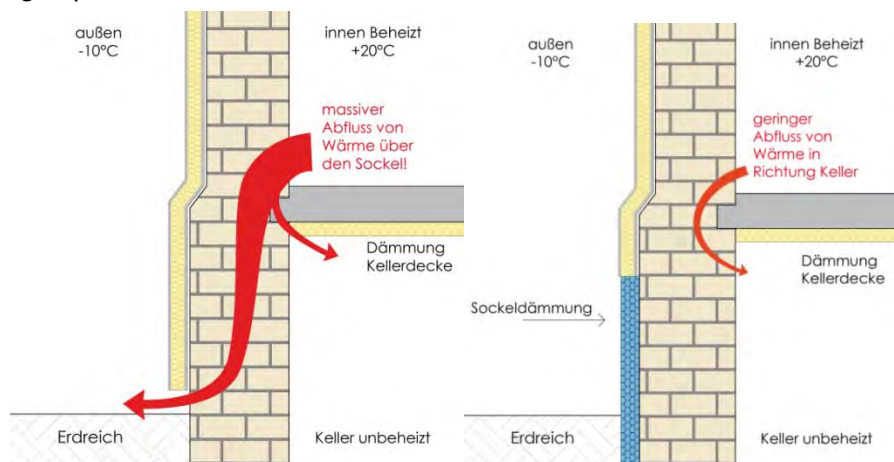 außen
-10°C
innen Beheizt
+20°C
massiver
Abfluss von
Wärme über
den Sockel!
Dämmung
Kellerdecke
Erdreich
Keller unbeheizt
außen
-10°C
innen Beheizt
+20°C
geringer
Abfluss von
Wärme in
Richtung Keller
Dämmung
Kellerdecke
Sockeldämmung
Erdreich
Keller unbeheizt